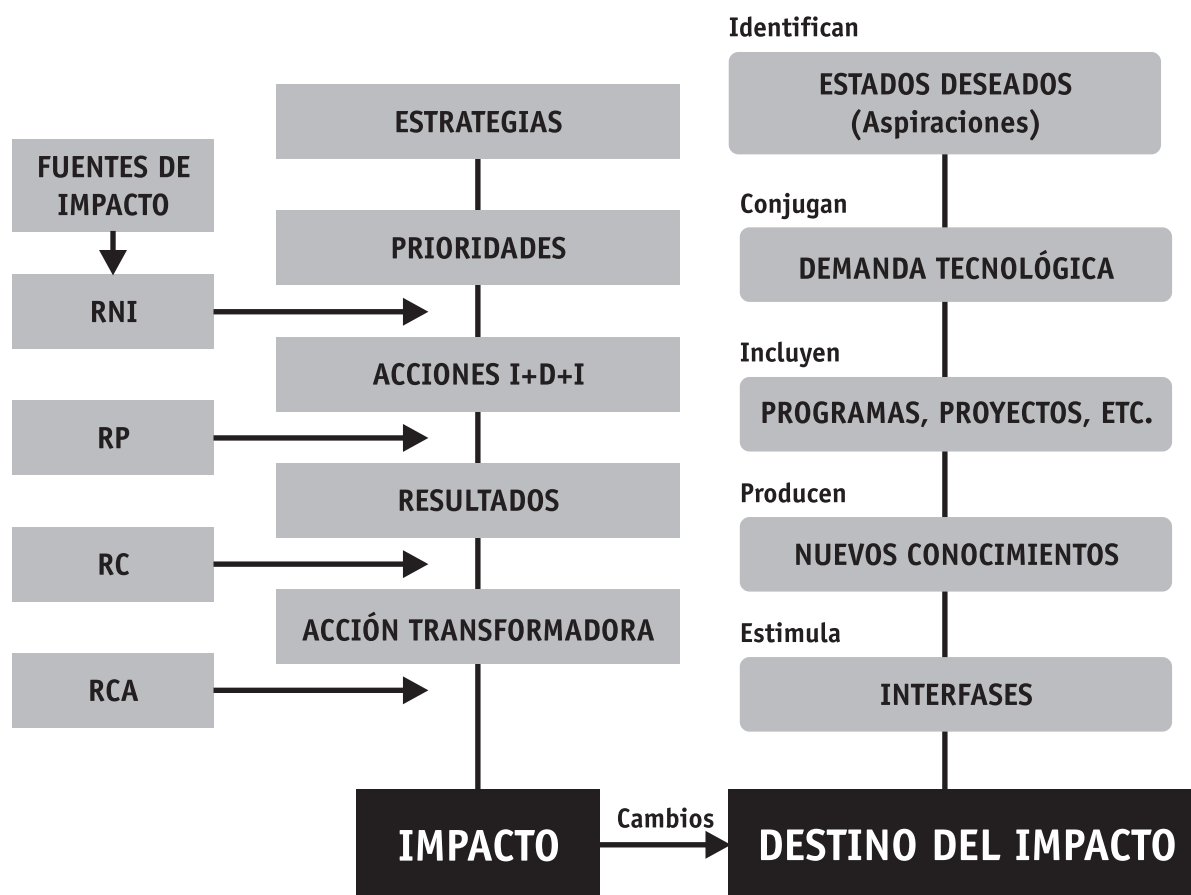 FUENTES DE
IMPACTO
RNI
RP
RC
RCA
ESTRATEGIAS
PRIORIDADES
ACCIONES I+D+I
RESULTADOS
ACCIÓN TRANSFORMADORA
IMPACTO
Cambios
Identifican
ESTADOS DESEADOS
(Aspiraciones)
Conjugan
DEMANDA TECNOLÓGICA
Incluyen
PROGRAMAS, PROYECTOS, ETC.
Producen
NUEVOS CONOCIMIENTOS
Estimula
INTERFASES
DESTINO DEL IMPACTO